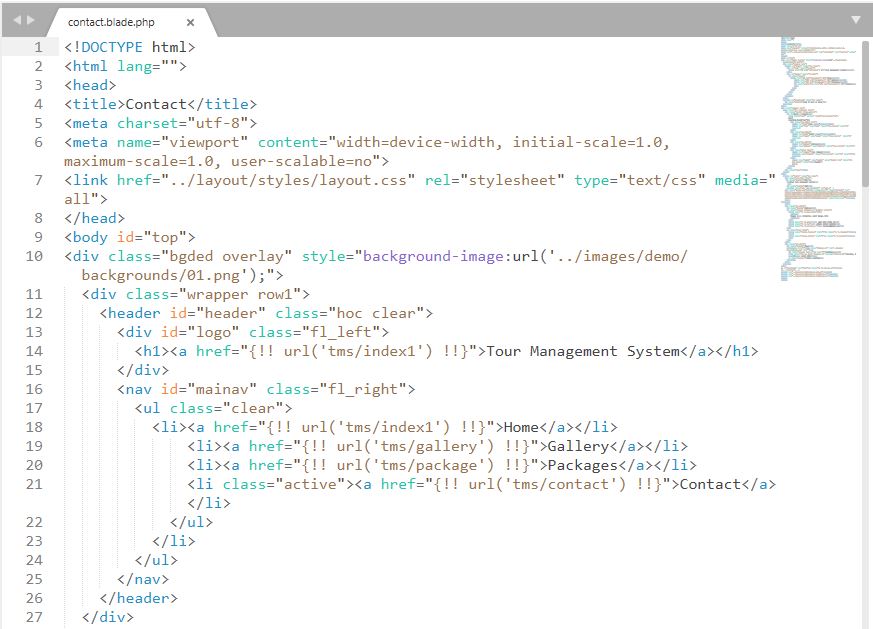 contact.blade.php
1 <!DOCTYPE html>
2 <html lang="">
3 <head>
4 <title>Contact</title>
5 <meta charset="utf-8">
6 <meta name="viewport" content="width=device-width, initial-scale=1.0,
maximum-scale=1.0, user-scalable=no">
7 <link href="../layout/styles/layout.css" rel="stylesheet" type="text/css" media="
all">
8 </head>
9 <body id="top">
10 <div class="bgded overlay" style="background-image:url('../images/demo/
backgrounds/01.png');">
11 <div class="wrapper row1">
12 <header id="header" class="hoc clear">
13 <div id="logo" class="fl_left">
14 <h1><a href="{!! url('tms/index1') !!}">Tour Management System</a></h1>
15 </div>
16 <nav id="mainav" class="fl_right">
17 <ul class="clear">
18 <li><a href="{!! url('tms/index1') !!}">Home</a></li>
19 <li><a href="{!! url('tms/gallery') !!}">Gallery</a></li>
20 <li><a href="{!! url('tms/package') !!}">Packages</a></li>
21 <li class="active"><a href="{!! url('tms/contact') !!}">Contact</a>
</li>
22 </ul>
23 </li>
24 </ul>
25 </nav>
26 </header>
27 </div>